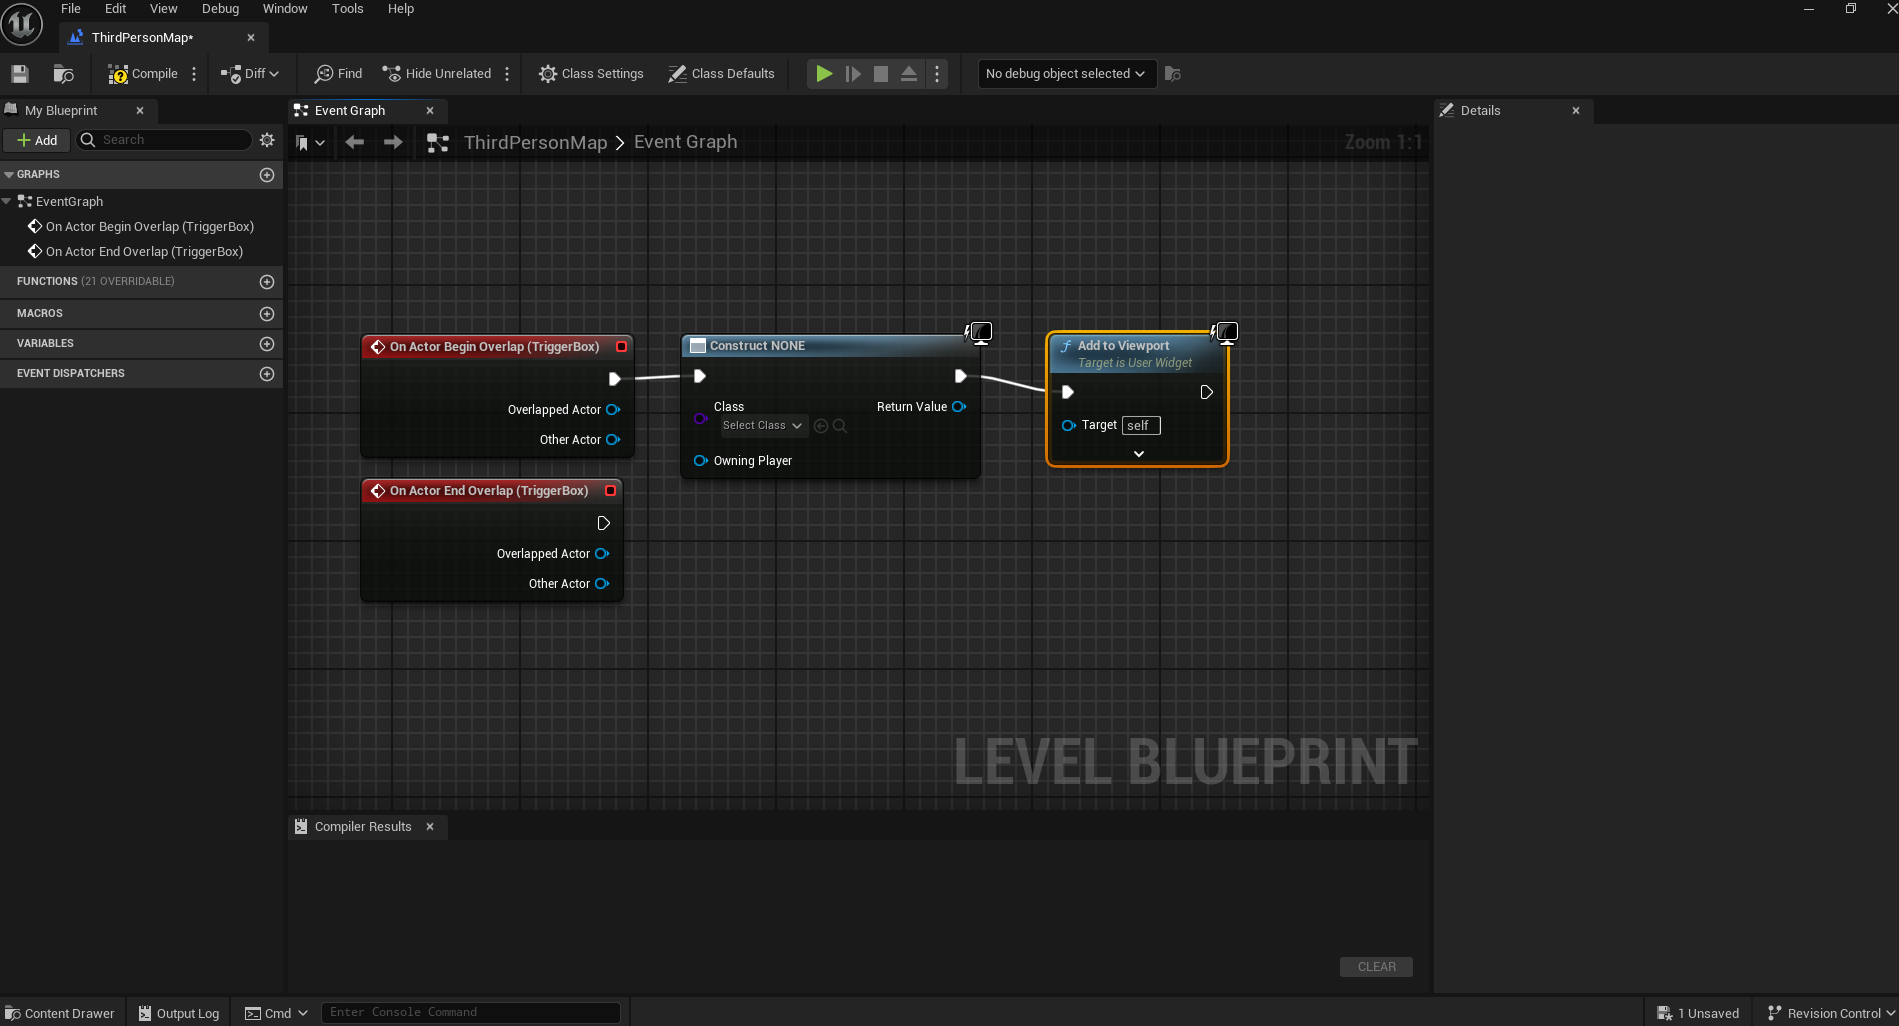 File Edit View Debug Window Tools Help
ThirdPersonMap*
Compile Diff Find Hide Unrelated Class Settings Class Defaults No debug object selected
My Blueprint
Event Graph
Details
Add Search
ThirdPersonMap > Event Graph
Zoom 1:1
GRAPHS
EventGraph
On Actor Begin Overlap (TriggerBox)
On Actor End Overlap (TriggerBox)
FUNCTIONS (21 OVERRIDABLE)
MACROS
VARIABLES
EVENT DISPATCHERS
On Actor Begin Overlap (TriggerBox)
Overlapped Actor
Other Actor
Construct NONE
Class
Select Class
Return Value
Owning Player
Add to Viewport
Target is User Widget
Target self
On Actor End Overlap (TriggerBox)
Overlapped Actor
Other Actor
LEVEL BLUEPRINT
Compiler Results
CLEAR
Content Drawer Output Log Cmd Enter Console Command 1 Unsaved Revision Control